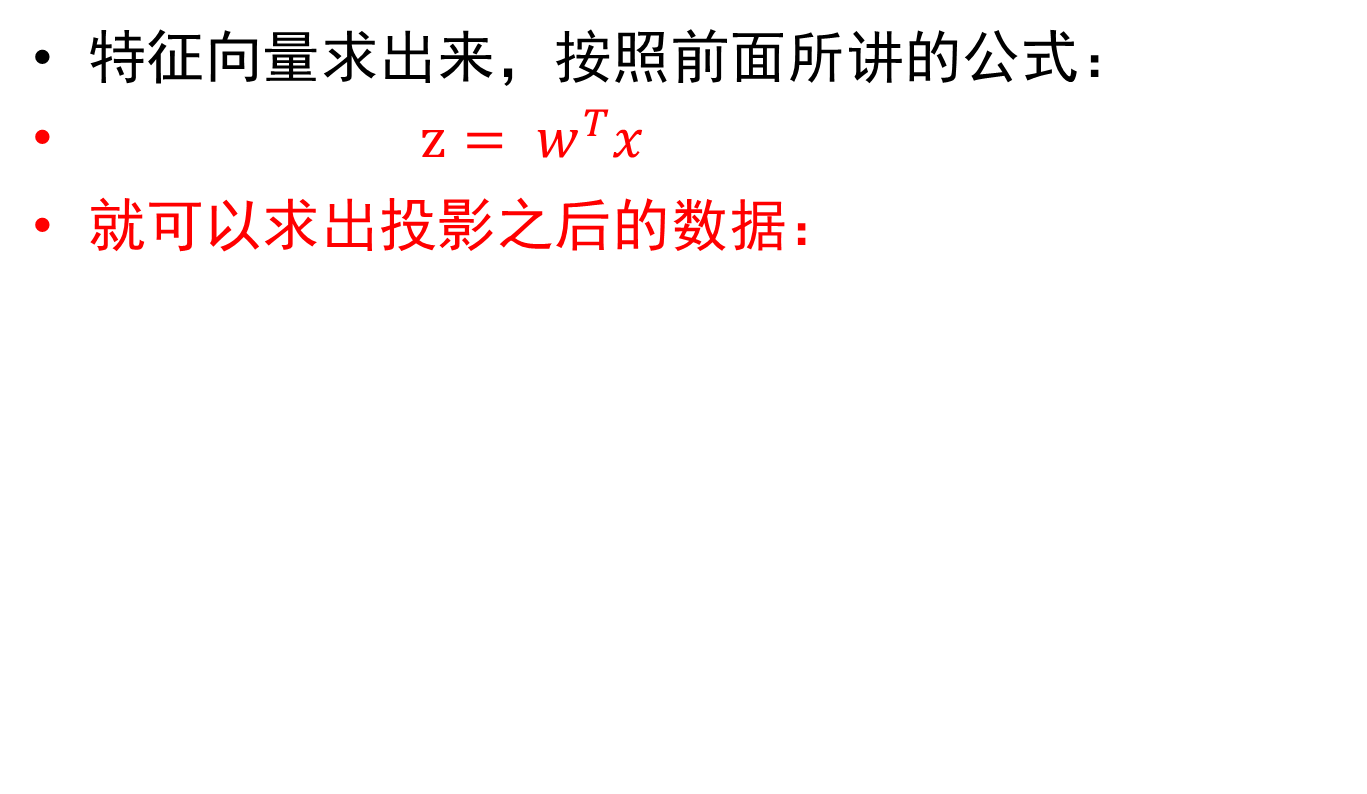 • 特征向量求出来，按照前面所讲的公式：
• z = wᵀx
• 就可以求出投影之后的数据：